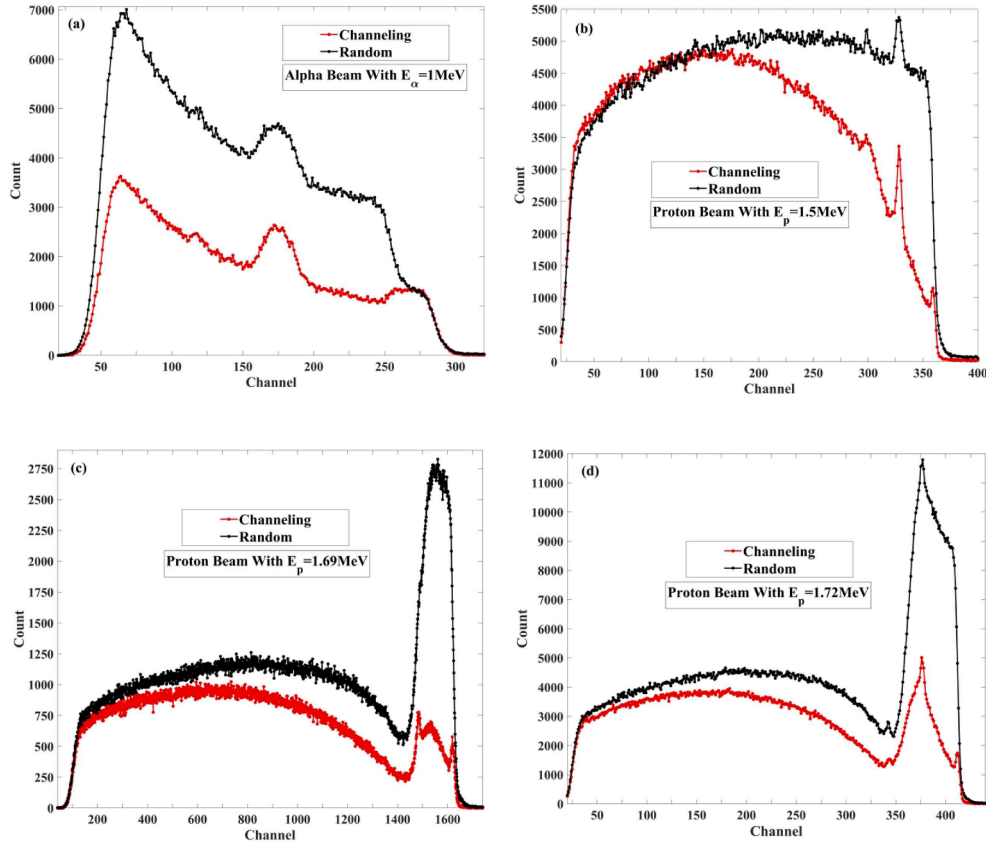 (a)
Channeling
Random
Alpha Beam With Eα=1MeV
7000
6000
5000
4000
3000
2000
1000
0
Count
50 100 150 200 250 300
Channel
(b)
Channeling
Random
Proton Beam With Ep=1.5MeV
5500
5000
4500
4000
3500
3000
2500
2000
1500
1000
500
0
Count
50 100 150 200 250 300 350 400
Channel
(c)
Channeling
Random
Proton Beam With Ep=1.69MeV
2750
2500
2250
2000
1750
1500
1250
1000
750
500
250
0
Count
200 400 600 800 1000 1200 1400 1600
Channel
(d)
Channeling
Random
Proton Beam With Ep=1.72MeV
12000
11000
10000
9000
8000
7000
6000
5000
4000
3000
2000
1000
0
Count
50 100 150 200 250 300 350 400
Channel